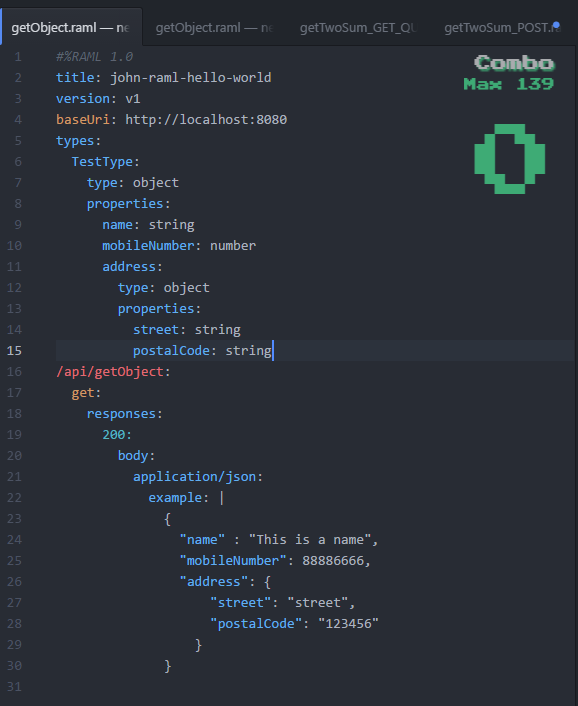 getObject.raml — ne getObject.raml — ne getTwoSum_GET_QU getTwoSum_POST.ra
Combo
Max 139
0
1 #%RAML 1.0
2 title: john-raml-hello-world
3 version: v1
4 baseUri: http://localhost:8080
5 types:
6   TestType:
7     type: object
8     properties:
9       name: string
10       mobileNumber: number
11       address:
12         type: object
13         properties:
14           street: string
15           postalCode: string
16 /api/getObject:
17   get:
18     responses:
19       200:
20         body:
21           application/json:
22             example: |
23               {
24                 "name" : "This is a name",
25                 "mobileNumber": 88886666,
26                 "address": {
27                     "street": "street",
28                     "postalCode": "123456"
29                   }
30               }
31